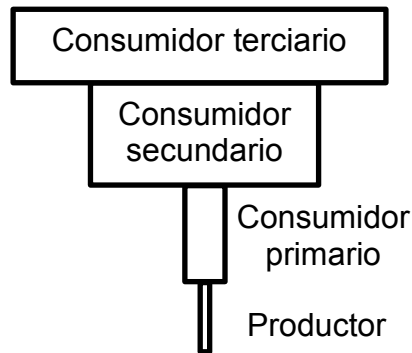 Consumidor terciario
Consumidor
secundario
Consumidor
primario
Productor